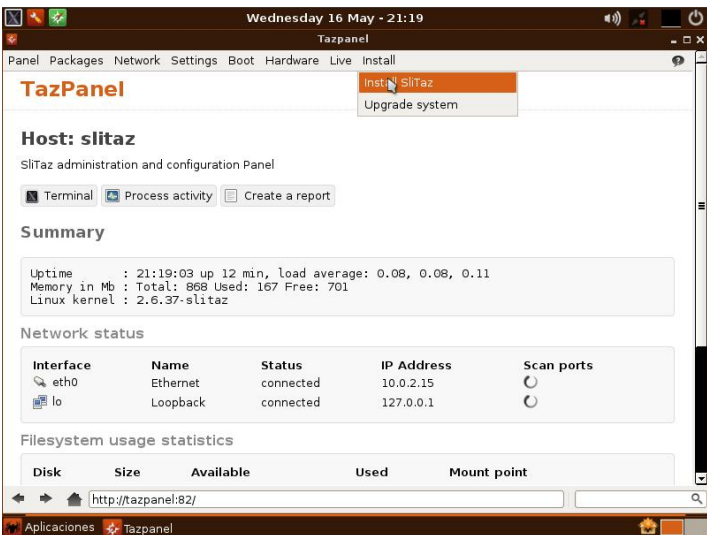 Wednesday 16 May - 21:19
Tazpanel
Panel Packages Network Settings Boot Hardware Live Install
Install SliTaz
Upgrade system
TazPanel
Host: slitaz
SliTaz administration and configuration Panel
Terminal Process activity Create a report
Summary
Uptime : 21:19:03 up 12 min, load average: 0.08, 0.08, 0.11
Memory in Mb : Total: 868 Used: 167 Free: 701
Linux kernel : 2.6.37-slitaz
Network status
Interface Name Status IP Address Scan ports
eth0 Ethernet connected 10.0.2.15
lo Loopback connected 127.0.0.1
Filesystem usage statistics
Disk Size Available Used Mount point
http://tazpanel:82/
Aplicaciones Tazpanel